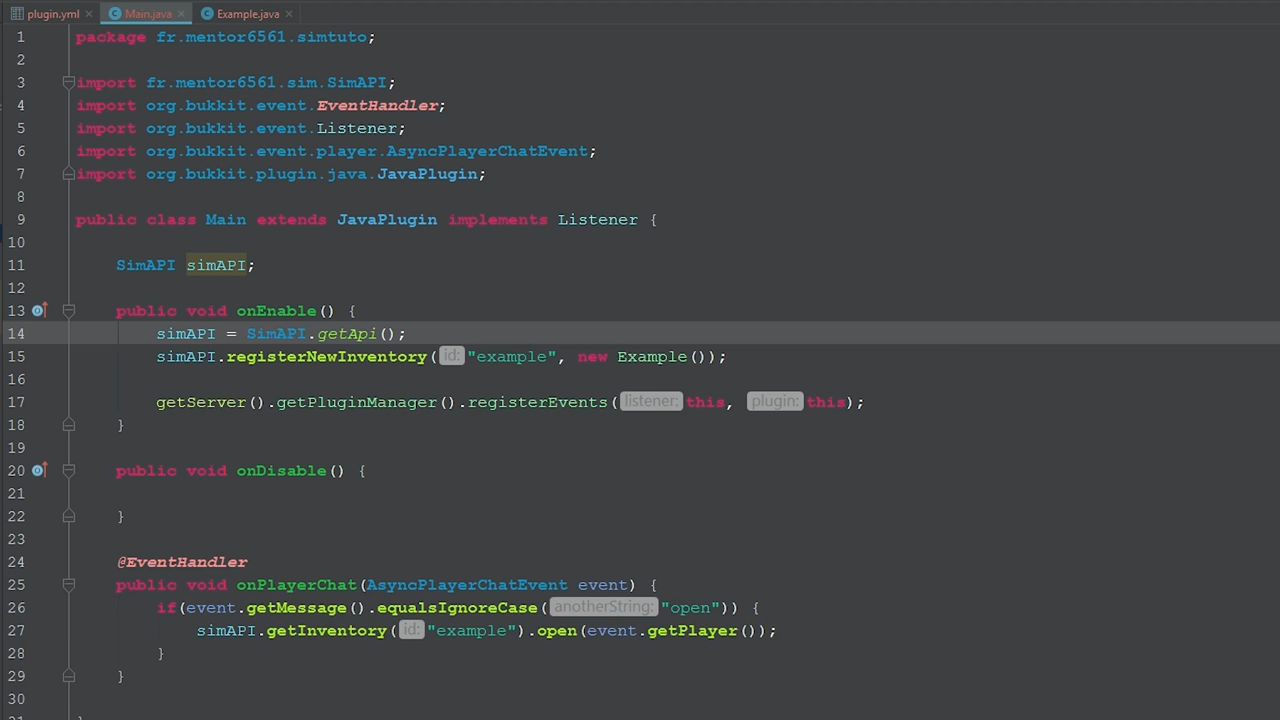 plugin.yml Main.java Example.java
1 package fr.mentor6561.simtuto;
2
3 import fr.mentor6561.sim.SimAPI;
4 import org.bukkit.event.EventHandler;
5 import org.bukkit.event.Listener;
6 import org.bukkit.event.player.AsyncPlayerChatEvent;
7 import org.bukkit.plugin.java.JavaPlugin;
8
9 public class Main extends JavaPlugin implements Listener {
10
11 SimAPI simAPI;
12
13 public void onEnable() {
14 simAPI = SimAPI.getApi();
15 simAPI.registerNewInventory( id: "example", new Example());
16
17 getServer().getPluginManager().registerEvents( listener: this, plugin: this);
18 }
19
20 public void onDisable() {
21
22 }
23
24 @EventHandler
25 public void onPlayerChat(AsyncPlayerChatEvent event) {
26 if(event.getMessage().equalsIgnoreCase( anotherString: "open")) {
27 simAPI.getInventory( id: "example").open(event.getPlayer());
28 }
29 }
30